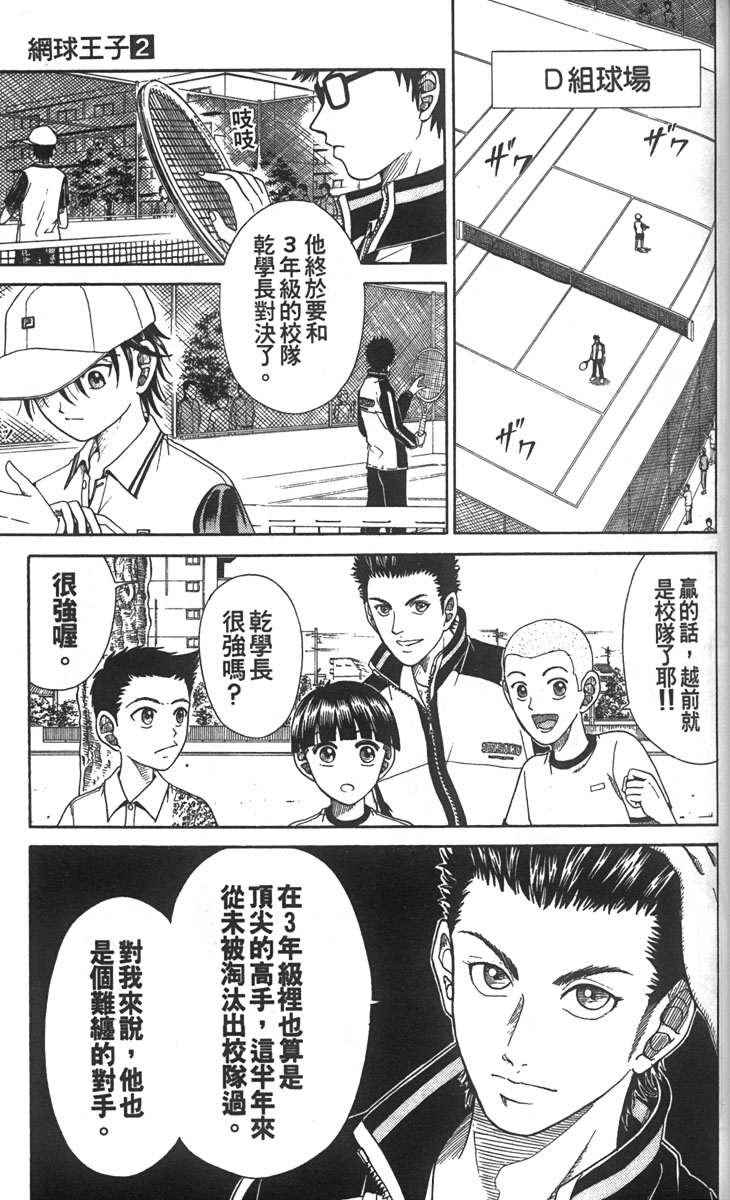 網球王子2
D組球場
ザワ
ザワ
ザワ
吱吱
他終於要和
3年級的校隊
乾學長對決了。
贏的話，越前就
是校隊了耶!!
乾學長
很強嗎？
很強喔。
在3年級裡也算是
頂尖的高手，這半年來
從未被淘汰出校隊過。
對我來說，他也
是個難纏的對手。